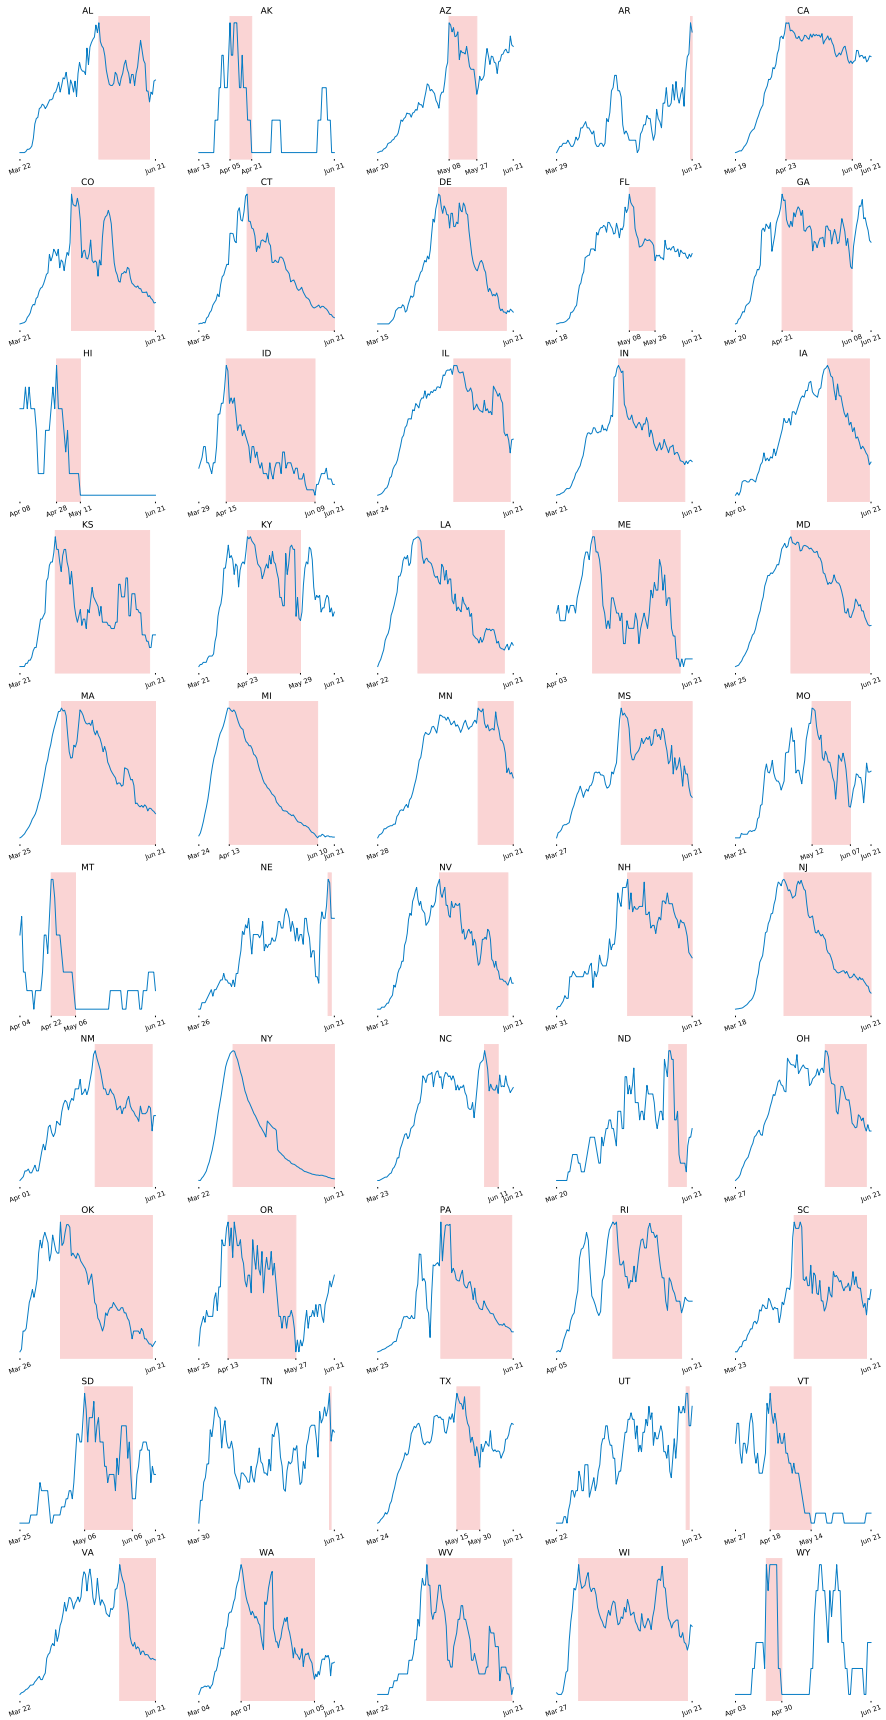 AL AK AZ AR CA
Mar 22 Jun 21 Mar 13 Apr 05 Apr 21 Jun 21 Mar 20 May 08 May 27 Jun 21 Mar 29 Jun 21 Mar 19 Apr 23 Jun 08 Jun 21
CO CT DE FL GA
Mar 21 Jun 21 Mar 26 Jun 21 Mar 15 Jun 21 Mar 18 May 08 May 26 Jun 21 Mar 20 Apr 21 Jun 08 Jun 21
HI ID IL IN IA
Apr 08 Apr 28 May 11 Jun 21 Mar 29 Apr 15 Jun 09 Jun 21 Mar 24 Jun 21 Mar 21 Jun 21 Apr 01 Jun 21
KS KY LA ME MD
Mar 21 Jun 21 Mar 21 Apr 23 May 29 Jun 21 Mar 22 Jun 21 Apr 03 Jun 21 Mar 25 Jun 21
MA MI MN MS MO
Mar 25 Jun 21 Mar 24 Apr 13 Jun 10 Jun 21 Mar 28 Jun 21 Mar 27 Jun 21 Mar 21 May 12 Jun 07 Jun 21
MT NE NV NH NJ
Apr 04 Apr 22 May 06 Jun 21 Mar 26 Jun 21 Mar 12 Jun 21 Mar 31 Jun 21 Mar 18 Jun 21
NM NY NC ND OH
Apr 01 Jun 21 Mar 22 Jun 21 Mar 23 Jun 11 Jun 21 Mar 20 Jun 21 Mar 27 Jun 21
OK OR PA RI SC
Mar 26 Jun 21 Mar 25 Apr 13 May 27 Jun 21 Mar 25 Jun 21 Apr 05 Jun 21 Mar 23 Jun 21
SD TN TX UT VT
Mar 25 May 06 Jun 06 Jun 21 Mar 30 Jun 21 Mar 24 May 15 May 30 Jun 21 Mar 22 Jun 21 Mar 27 Apr 18 May 14 Jun 21
VA WA WV WI WY
Mar 22 Jun 21 Mar 04 Apr 07 Jun 05 Jun 21 Mar 22 Jun 21 Mar 27 Jun 21 Apr 03 Apr 30 Jun 21